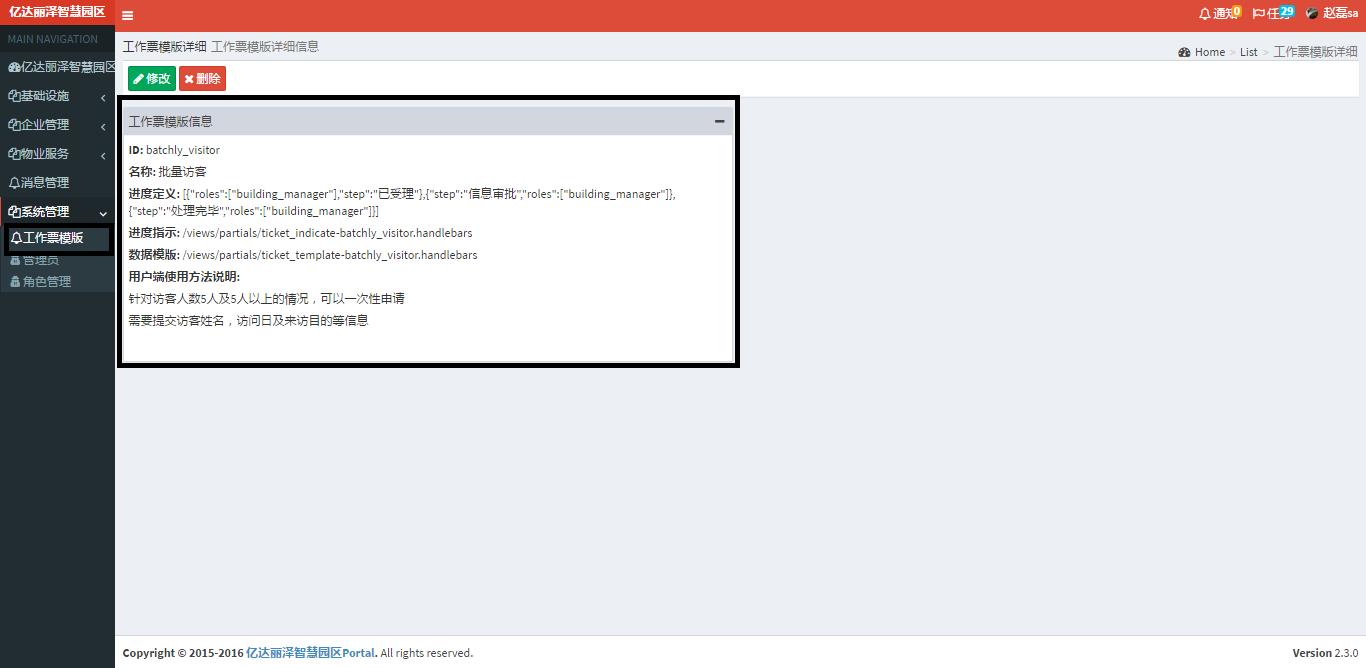 亿达丽泽智慧园区
通知 0 任务 29 赵磊sa
MAIN NAVIGATION
亿达丽泽智慧园区
基础设施
企业管理
物业服务
消息管理
系统管理
工作票模版
管理员
角色管理
工作票模版详细 工作票模版详细信息
Home > List > 工作票模版详细
修改 删除
工作票模版信息
ID: batchly_visitor
名称: 批量访客
进度定义: [{"roles":["building_manager"],"step":"已受理"},{"step":"信息审批","roles":["building_manager"]},
{"step":"处理完毕","roles":["building_manager"]}]
进度指示: /views/partials/ticket_indicate-batchly_visitor.handlebars
数据模版: /views/partials/ticket_template-batchly_visitor.handlebars
用户端使用方法说明:
针对访客人数5人及5人以上的情况，可以一次性申请
需要提交访客姓名，访问日及来访目的等信息
Copyright © 2015-2016 亿达丽泽智慧园区Portal. All rights reserved.
Version 2.3.0